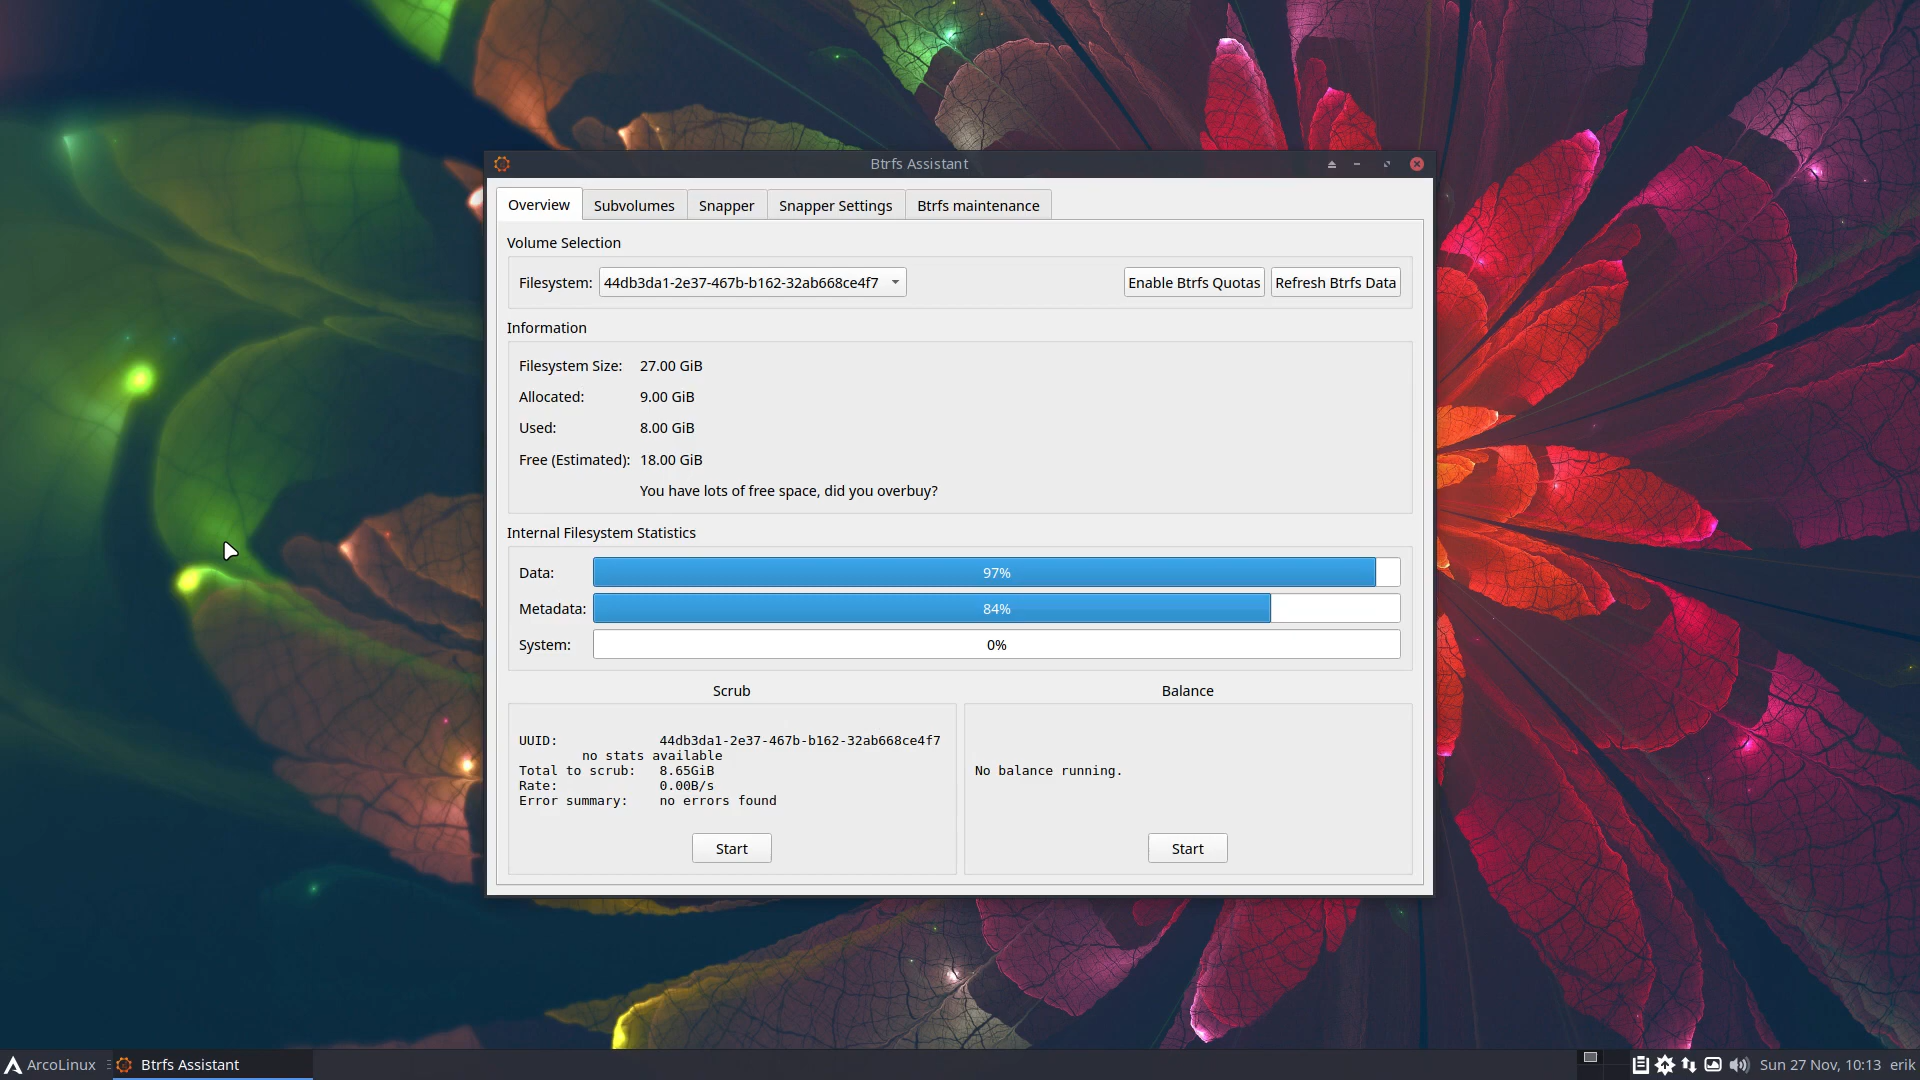 Btrfs Assistant
Overview Subvolumes Snapper Snapper Settings Btrfs maintenance
Volume Selection
Filesystem: 44db3da1-2e37-467b-b162-32ab668ce4f7 Enable Btrfs Quotas Refresh Btrfs Data
Information
Filesystem Size: 27.00 GiB
Allocated: 9.00 GiB
Used: 8.00 GiB
Free (Estimated): 18.00 GiB
You have lots of free space, did you overbuy?
Internal Filesystem Statistics
Data: 97%
Metadata: 84%
System: 0%
Scrub
UUID: 44db3da1-2e37-467b-b162-32ab668ce4f7
no stats available
Total to scrub: 8.65GiB
Rate: 0.00B/s
Error summary: no errors found
Start
Balance
No balance running.
Start
ArcoLinux Btrfs Assistant Sun 27 Nov, 10:13 erik